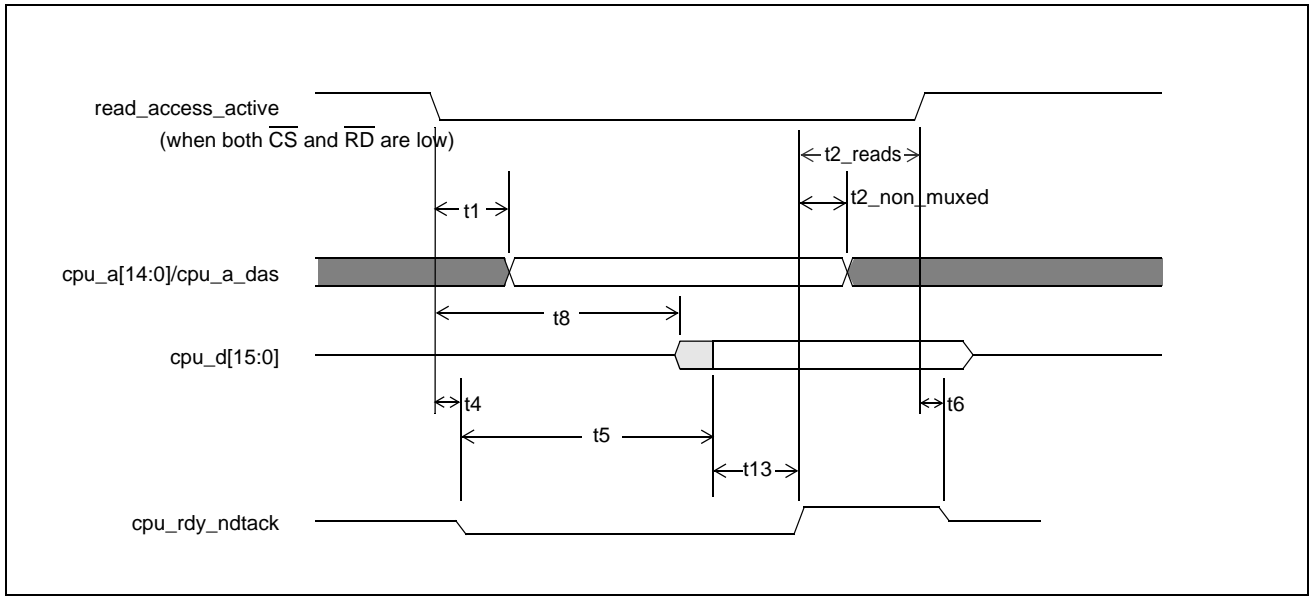 read_access_active
(when both CS and RD are low)
t2_reads
t2_non_muxed
t1
cpu_a[14:0]/cpu_a_das
t8
cpu_d[15:0]
t4
t6
t5
t13
cpu_rdy_ndtack